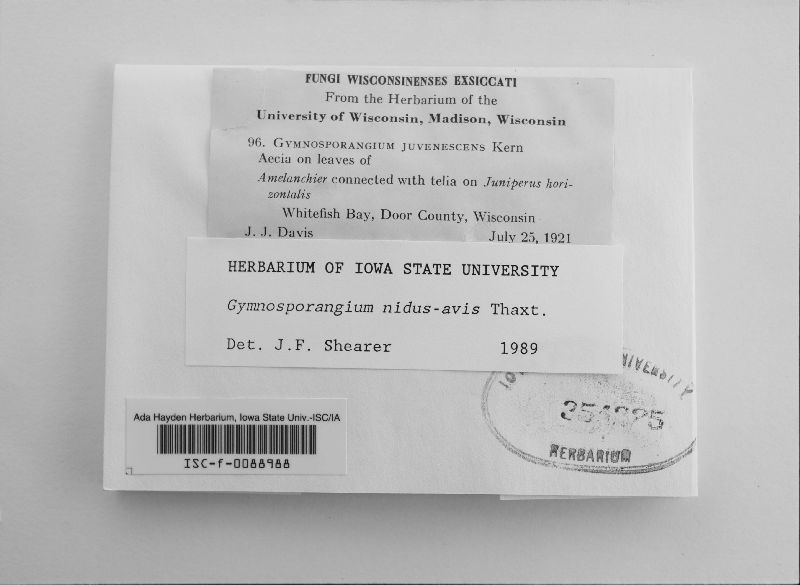 FUNGI WISCONSINENSES EXSICCATI
From the Herbarium of the
University of Wisconsin, Madison, Wisconsin
96. GYMNOSPORANGIUM JUVENESCENS Kern
Aecia on leaves of
Amelanchier connected with telia on Juniperus hori-
zontalis
Whitefish Bay, Door County, Wisconsin
J. J. Davis July 25, 1921
HERBARIUM OF IOWA STATE UNIVERSITY
Gymnosporangium nidus-avis Thaxt.
Det. J.F. Shearer 1989
Ada Hayden Herbarium, Iowa State Univ.-ISC/IA
ISC-f-0088988
HERBARIUM